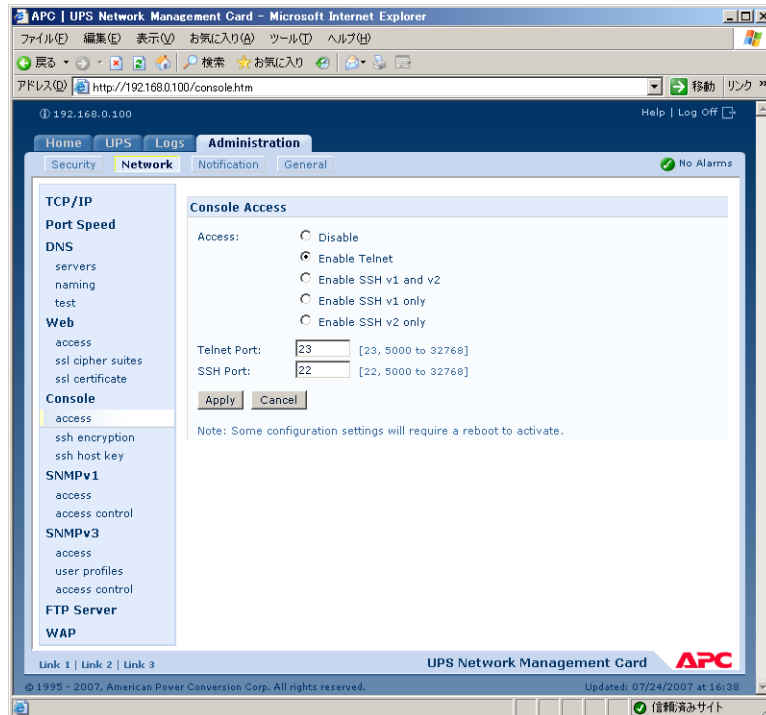 APC | UPS Network Management Card - Microsoft Internet Explorer
ファイル(F) 編集(E) 表示(V) お気に入り(A) ツール(T) ヘルプ(H)
戻る 検索 お気に入り
アドレス(D) http://192.168.0.100/console.htm 移動 リンク »
192.168.0.100 Help | Log Off
Home UPS Logs Administration
Security Network Notification General No Alarms
TCP/IP
Port Speed
DNS
servers
naming
test
Web
access
ssl cipher suites
ssl certificate
Console
access
ssh encryption
ssh host key
SNMPv1
access
access control
SNMPv3
access
user profiles
access control
FTP Server
WAP
Console Access
Access: Disable
Enable Telnet
Enable SSH v1 and v2
Enable SSH v1 only
Enable SSH v2 only
Telnet Port: 23 [23, 5000 to 32768]
SSH Port: 22 [22, 5000 to 32768]
Apply Cancel
Note: Some configuration settings will require a reboot to activate.
Link 1 | Link 2 | Link 3 UPS Network Management Card APC
© 1995 - 2007, American Power Conversion Corp. All rights reserved. Updated: 07/24/2007 at 16:38
信頼済みサイト